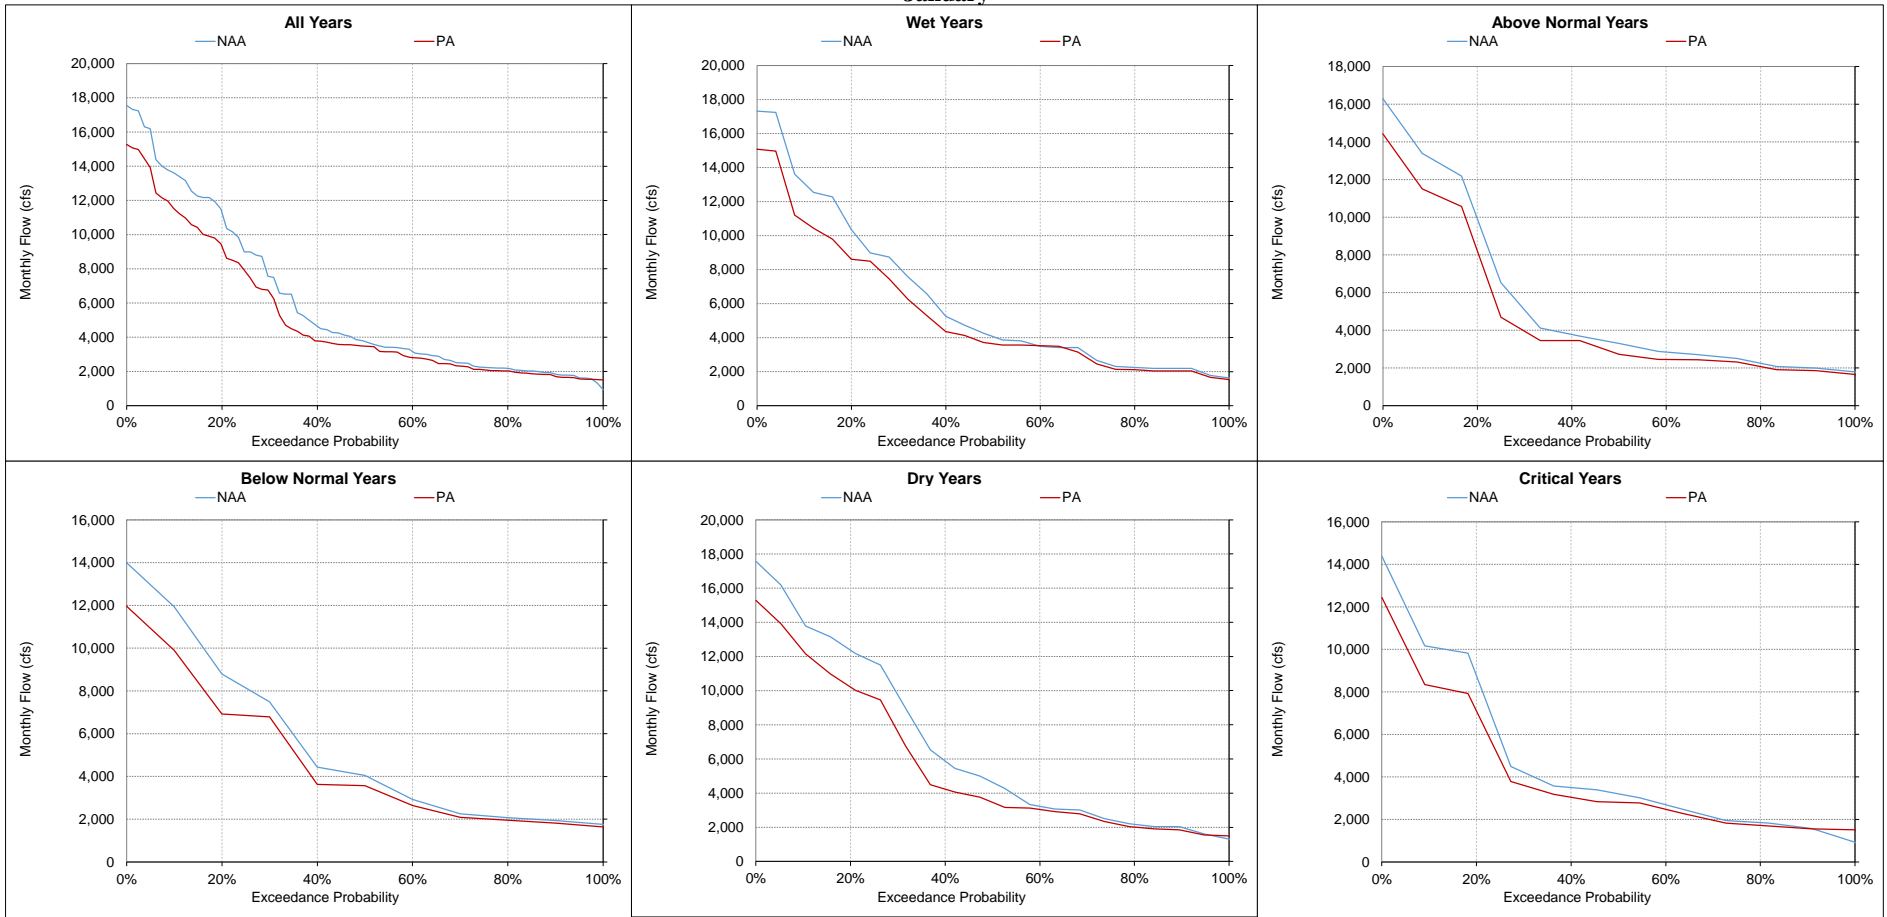 All Years
NAA PA
20,000
18,000
16,000
14,000
12,000
10,000
8,000
6,000
4,000
2,000
0
0% 20% 40% 60% 80% 100%
Monthly Flow (cfs)
Exceedance Probability
Wet Years
NAA PA
20,000
18,000
16,000
14,000
12,000
10,000
8,000
6,000
4,000
2,000
0
0% 20% 40% 60% 80% 100%
Monthly Flow (cfs)
Exceedance Probability
Above Normal Years
NAA PA
18,000
16,000
14,000
12,000
10,000
8,000
6,000
4,000
2,000
0
0% 20% 40% 60% 80% 100%
Monthly Flow (cfs)
Exceedance Probability
Below Normal Years
NAA PA
16,000
14,000
12,000
10,000
8,000
6,000
4,000
2,000
0
0% 20% 40% 60% 80% 100%
Monthly Flow (cfs)
Exceedance Probability
Dry Years
NAA PA
20,000
18,000
16,000
14,000
12,000
10,000
8,000
6,000
4,000
2,000
0
0% 20% 40% 60% 80% 100%
Monthly Flow (cfs)
Exceedance Probability
Critical Years
NAA PA
16,000
14,000
12,000
10,000
8,000
6,000
4,000
2,000
0
0% 20% 40% 60% 80% 100%
Monthly Flow (cfs)
Exceedance Probability